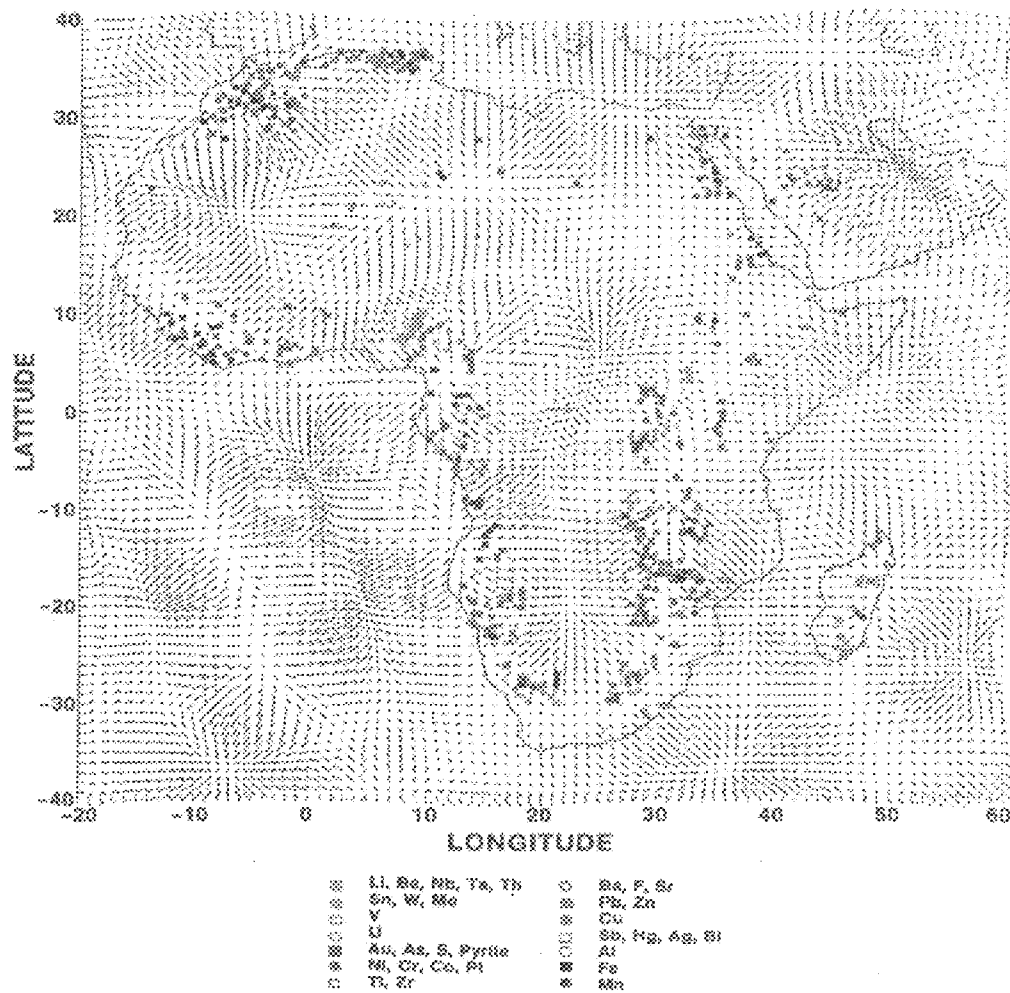 40
30
20
10
0
-10
-20
-30
-40
LATITUDE
-20 -10 0 10 20 30 40 50 60
LONGITUDE
Li, Be, Nb, Ta, Th
Sn, W, Mo
V
U
Au, As, S, Pyrite
Ni, Cr, Co, Pt
Ti, Zr
Ba, F, Sr
Pb, Zn
Cu
Sb, Hg, Ag, Bi
Al
Fe
Mn